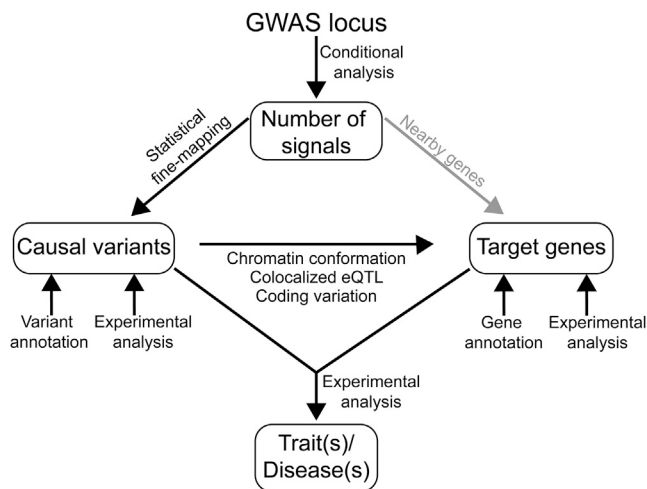 GWAS locus
Conditional
analysis
Number of
signals
Statistical
fine-mapping
Nearby genes
Causal variants
Chromatin conformation
Colocalized eQTL
Coding variation
Target genes
Variant
annotation
Experimental
analysis
Gene
annotation
Experimental
analysis
Experimental
analysis
Trait(s)/
Disease(s)